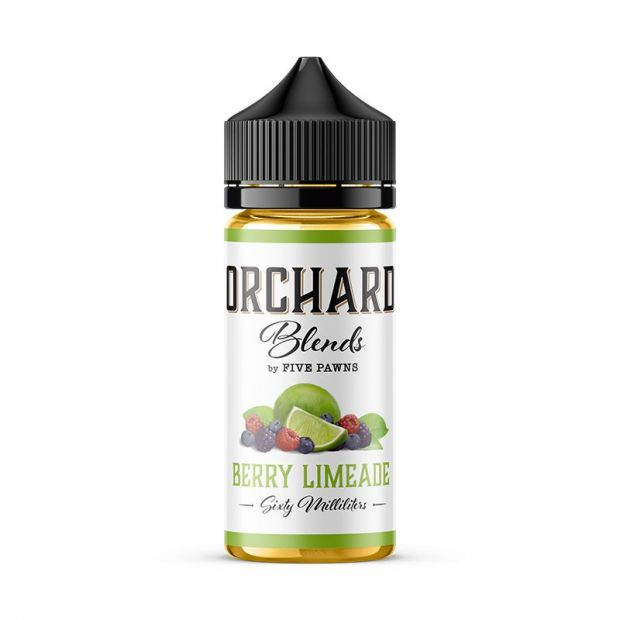 ORCHARD
Blends
by FIVE PAWNS
BERRY LIMEADE
Sixty Milliliters